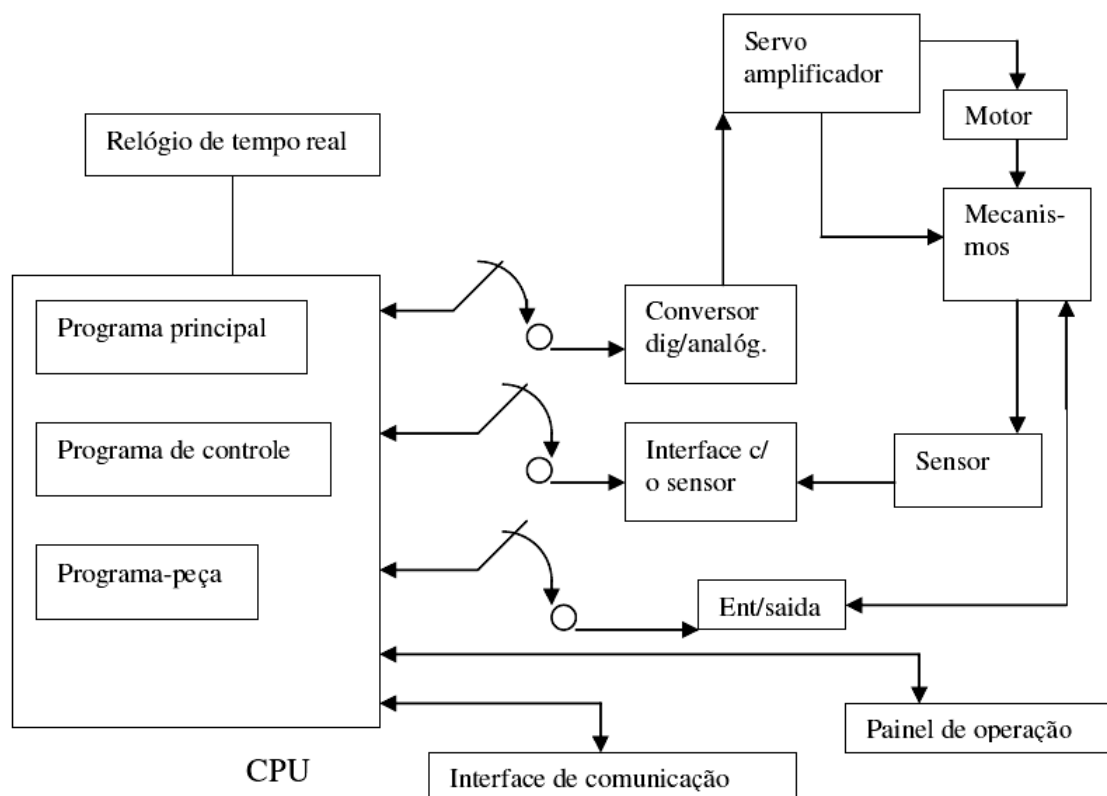 Servo
amplificador
Motor
Relógio de tempo real
Mecanis-
mos
Programa principal
Conversor
dig/analóg.
Programa de controle
Interface c/
o sensor
Sensor
Programa-peça
Ent/saida
Painel de operação
CPU
Interface de comunicação